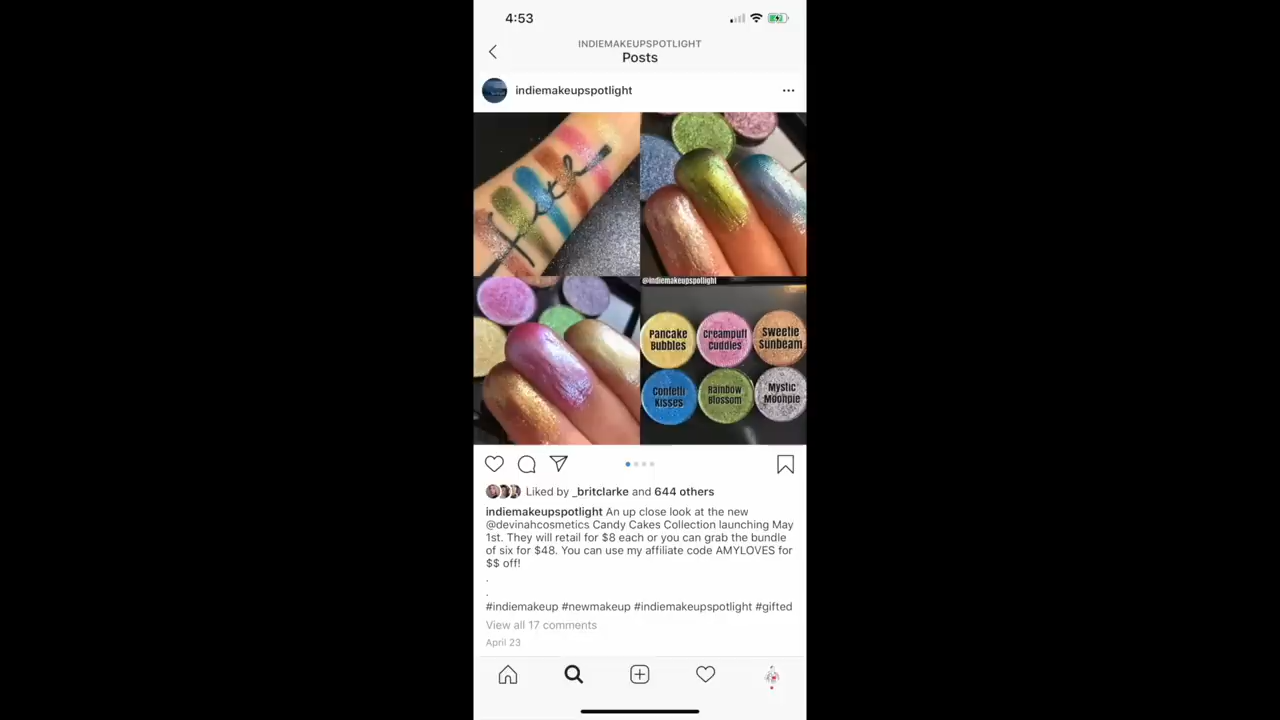 4:53
INDIEMAKEUPSPOTLIGHT
Posts
indiemakeupspotlight
@indiemakeupspotlight
Pancake Bubbles
Creampuff Cuddles
Sweetie Sunbeam
Confetti Kisses
Rainbow Blossom
Mystic Moonpie
Liked by _britclarke and 644 others
indiemakeupspotlight An up close look at the new
@devinahcosmetics Candy Cakes Collection launching May
1st. They will retail for $8 each or you can grab the bundle
of six for $48. You can use my affiliate code AMYLOVES for
$$ off!
.
.
#indiemakeup #newmakeup #indiemakeupspotlight #gifted
View all 17 comments
April 23